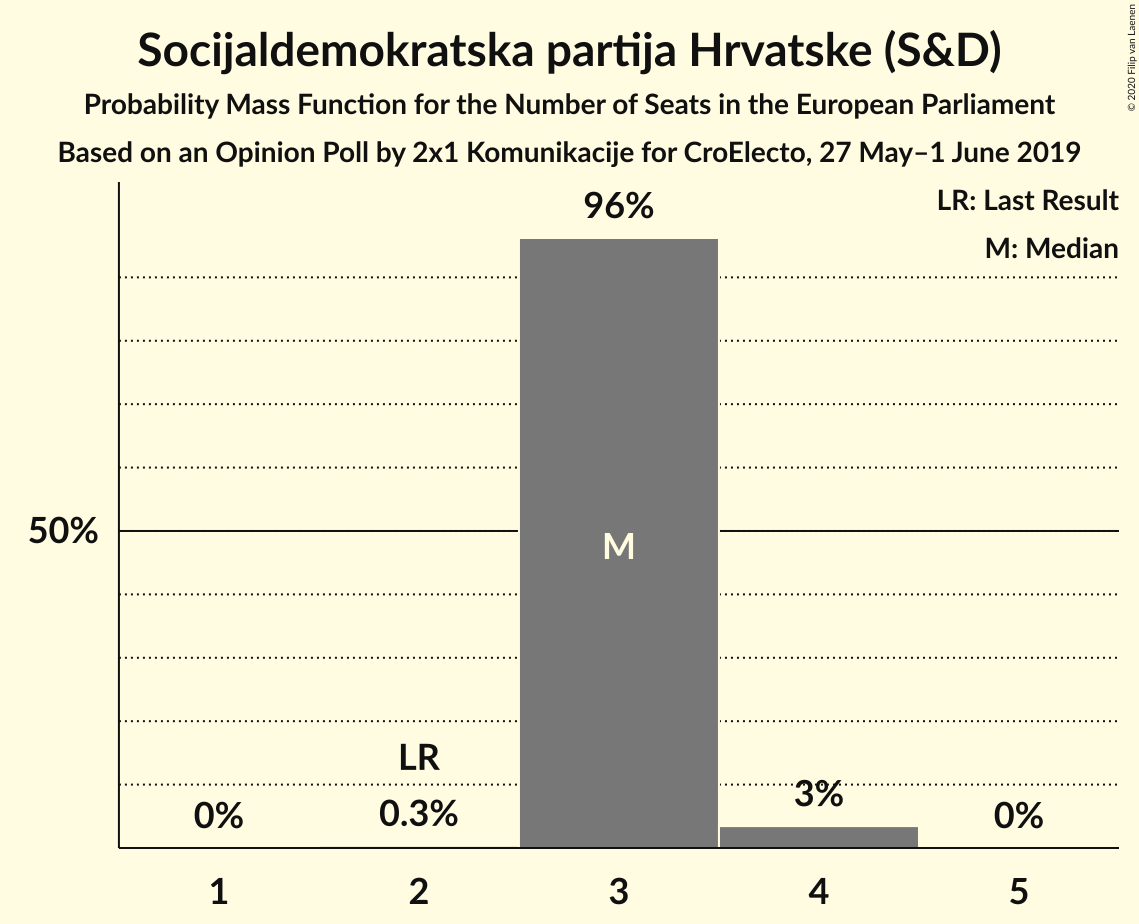 Socijaldemokratska partija Hrvatske (S&D)
Probability Mass Function for the Number of Seats in the European Parliament
Based on an Opinion Poll by 2x1 Komunikacije for CroElecto, 27 May–1 June 2019
© 2020 Filip van Laenen
LR: Last Result
M: Median
96%
50%
M
LR
0%
0.3%
3%
0%
1
2
3
4
5